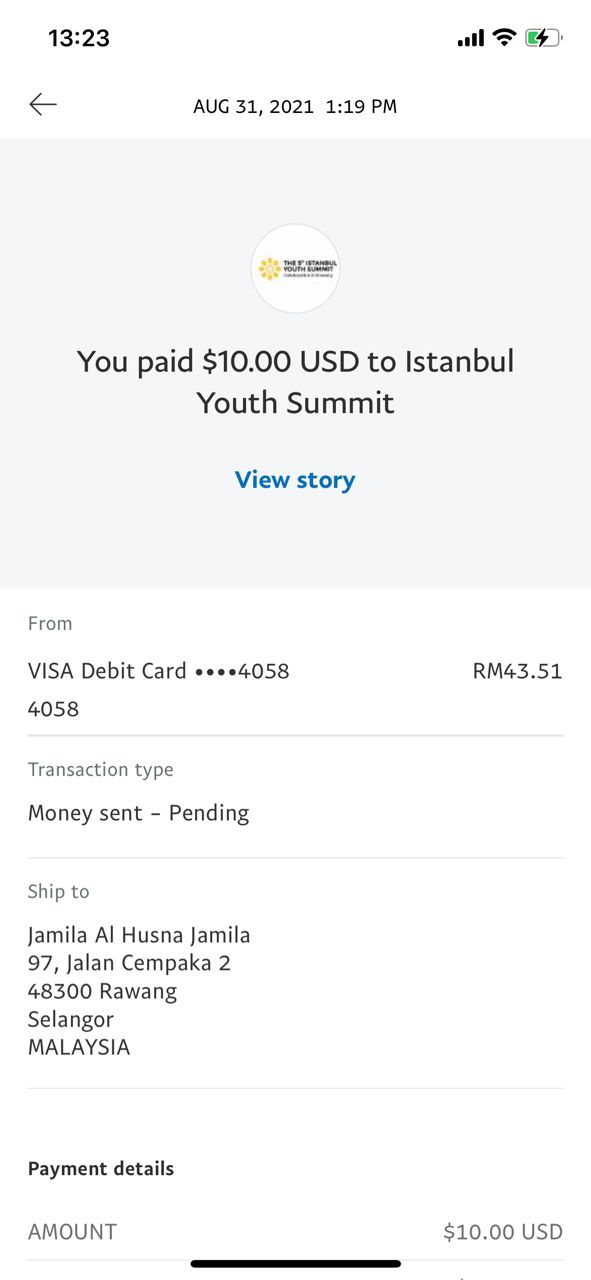 13:23
AUG 31, 2021 1:19 PM
THE 5th ISTANBUL
YOUTH SUMMIT
You paid $10.00 USD to Istanbul
Youth Summit
View story
From
VISA Debit Card ••••4058 RM43.51
4058
Transaction type
Money sent – Pending
Ship to
Jamila Al Husna Jamila
97, Jalan Cempaka 2
48300 Rawang
Selangor
MALAYSIA
Payment details
AMOUNT $10.00 USD